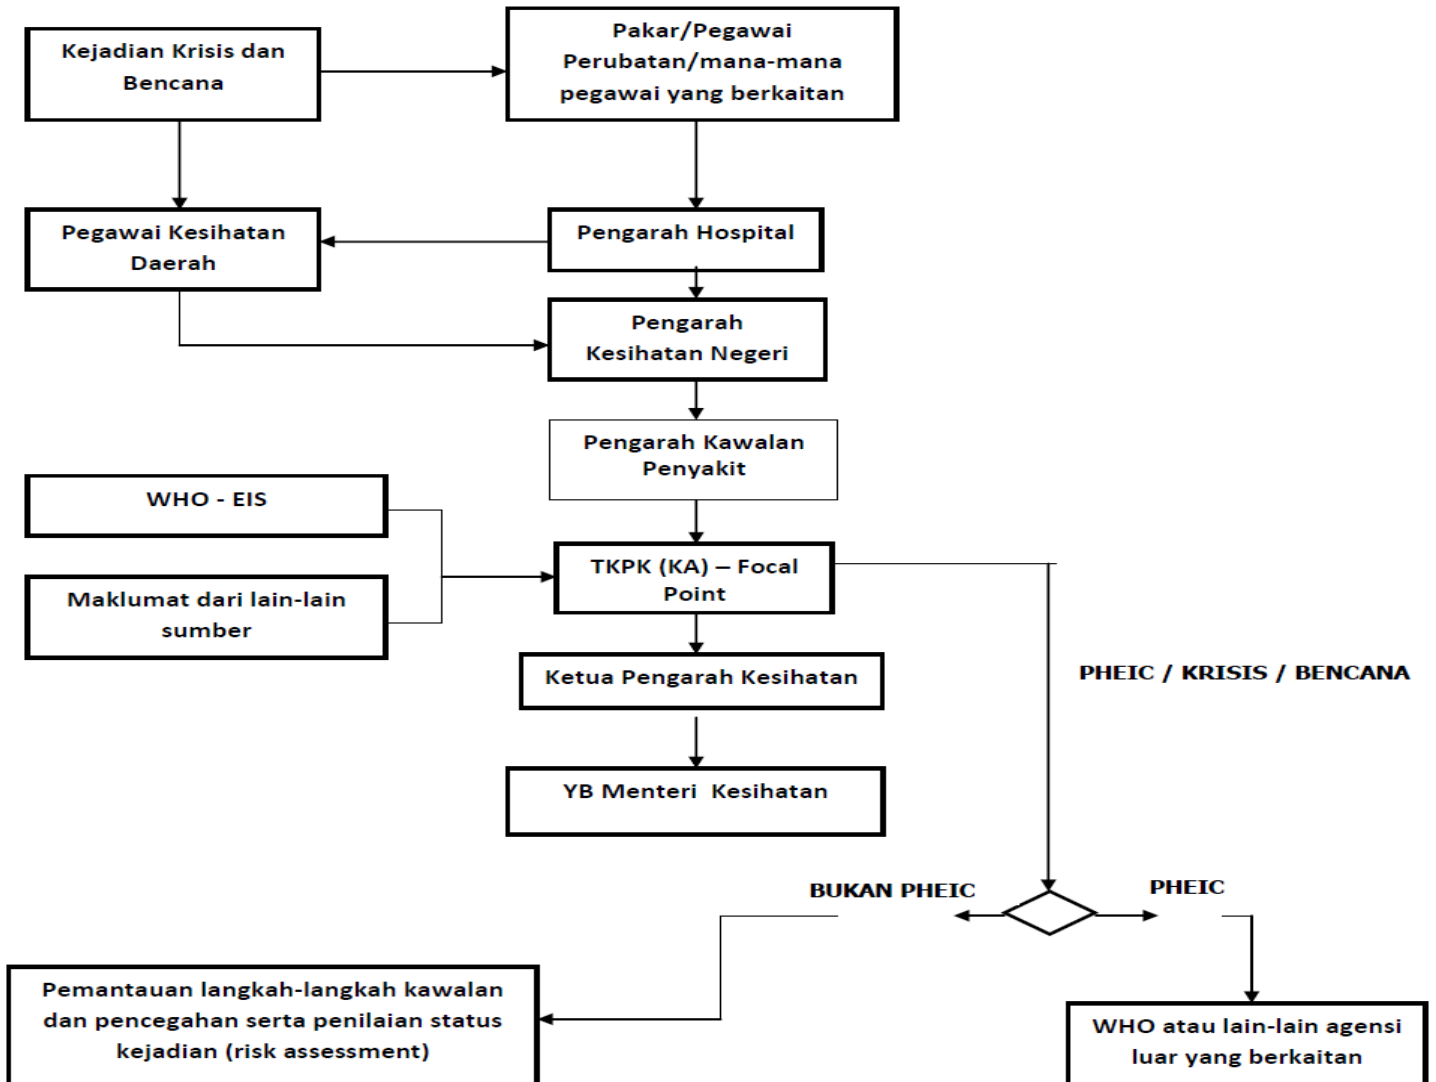 Kejadian Krisis dan
Bencana
Pakar/Pegawai
Perubatan/mana-mana
pegawai yang berkaitan
Pegawai Kesihatan
Daerah
Pengarah Hospital
Pengarah
Kesihatan Negeri
Pengarah Kawalan
Penyakit
WHO - EIS
Maklumat dari lain-lain
sumber
TKPK (KA) – Focal
Point
Ketua Pengarah Kesihatan
PHEIC / KRISIS / BENCANA
YB Menteri  Kesihatan
BUKAN PHEIC
PHEIC
Pemantauan langkah-langkah kawalan
dan pencegahan serta penilaian status
kejadian (risk assessment)
WHO atau lain-lain agensi
luar yang berkaitan